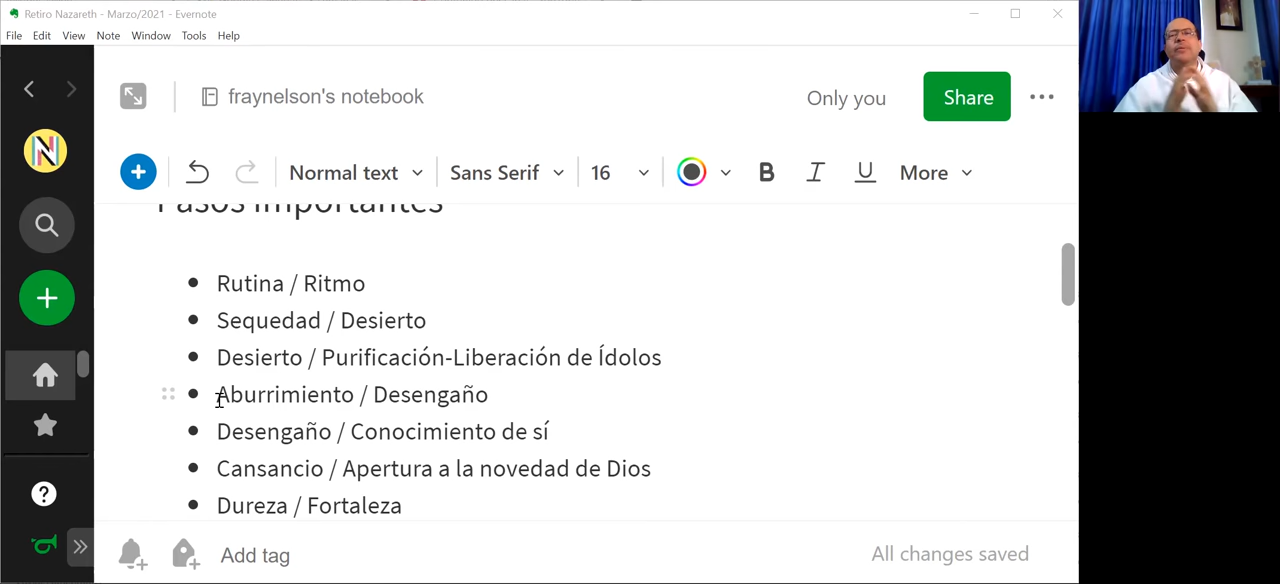 Retiro Nazareth - Marzo/2021 - Evernote
File Edit View Note Window Tools Help
fraynelson's notebook
Only you
Share
Normal text
Sans Serif
16
B I U More
Pasos Importantes
Rutina / Ritmo
Sequedad / Desierto
Desierto / Purificación-Liberación de Ídolos
Aburrimiento / Desengaño
Desengaño / Conocimiento de sí
Cansancio / Apertura a la novedad de Dios
Dureza / Fortaleza
Add tag
All changes saved